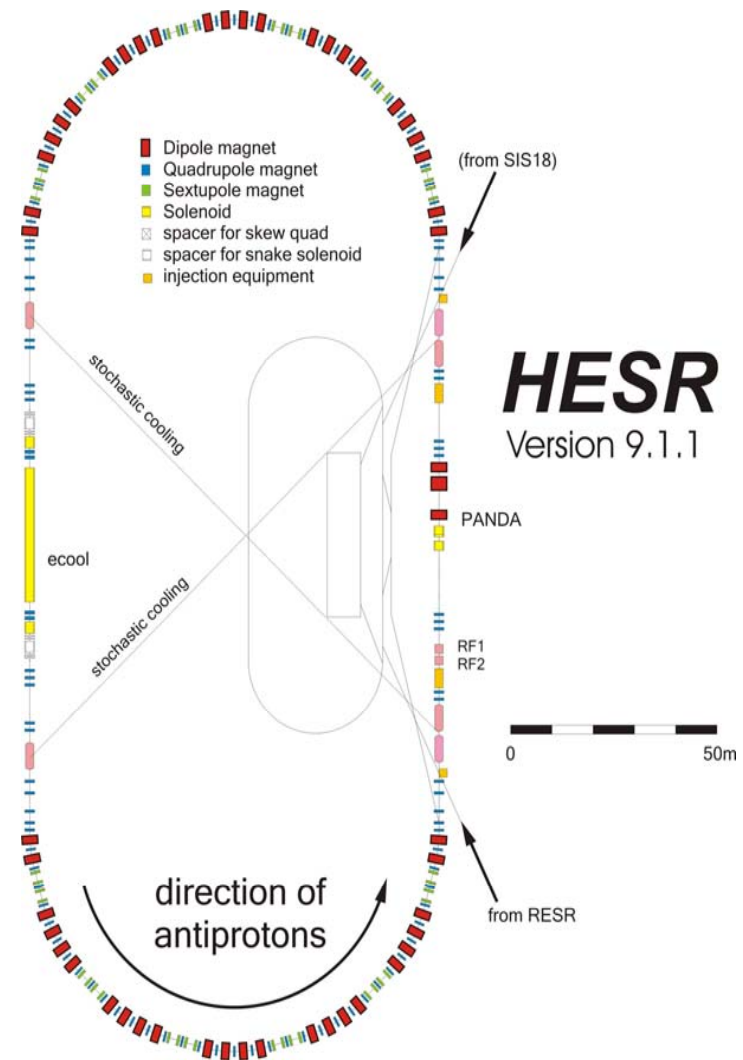 Dipole magnet
Quadrupole magnet
Sextupole magnet
Solenoid
spacer for skew quad
spacer for snake solenoid
injection equipment
(from SIS18)
stochastic cooling
HESR
Version 9.1.1
PANDA
ecool
stochastic cooling
RF1
RF2
0
50m
direction of
antiprotons
from RESR